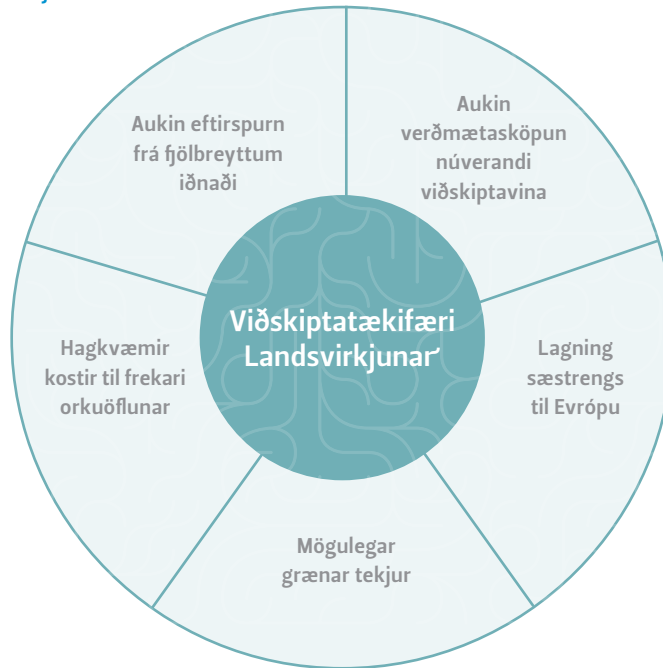 Aukin eftirspurn
frá fjölbreyttum
iðnaði
Aukin
verðmætasköpun
núverandi
viðskiptavina
Viðskiptatækifæri
Landsvirkjunar
Hagkvæmir
kostir til frekari
orkuöflunar
Lagning
sæstrengs
til Evrópu
Mögulegar
grænar tekjur